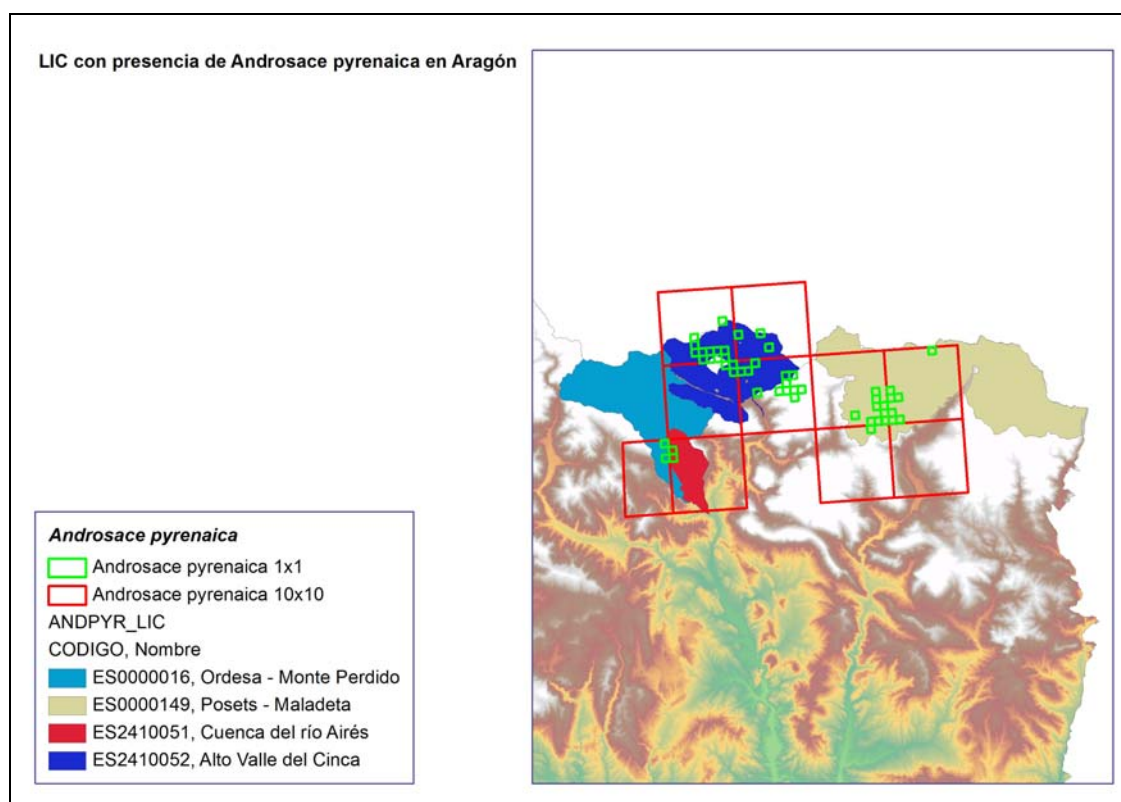 LIC con presencia de Androsace pyrenaica en Aragón
Androsace pyrenaica
Androsace pyrenaica 1x1
Androsace pyrenaica 10x10
ANDPYR_LIC
CODIGO, Nombre
ES0000016, Ordesa - Monte Perdido
ES0000149, Posets - Maladeta
ES2410051, Cuenca del río Airés
ES2410052, Alto Valle del Cinca